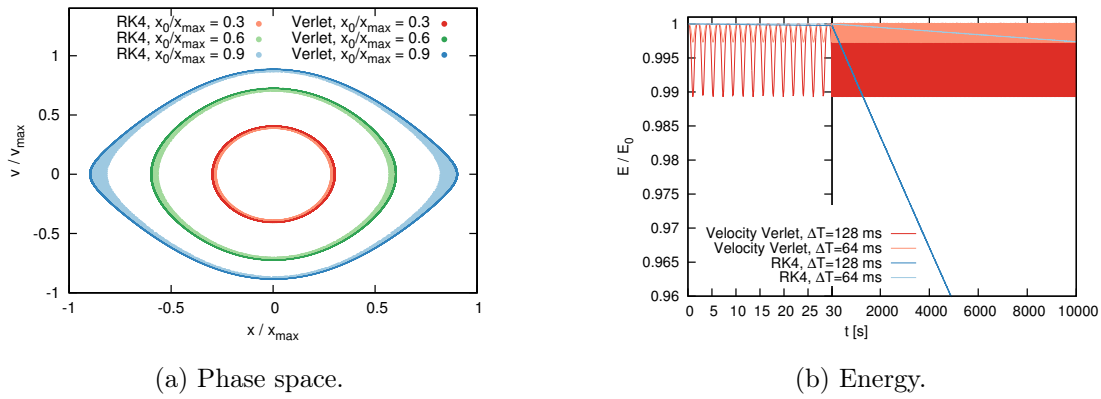 RK4, x0/xmax = 0.3
Verlet, x0/xmax = 0.3
RK4, x0/xmax = 0.6
Verlet, x0/xmax = 0.6
RK4, x0/xmax = 0.9
Verlet, x0/xmax = 0.9
1
0.5
0
-0.5
-1
v / vmax
-1
-0.5
0
0.5
1
x / xmax
(a) Phase space.
1
0.995
0.99
0.985
0.98
0.975
0.97
0.965
0.96
E / E0
Velocity Verlet, ΔT=128 ms
Velocity Verlet, ΔT=64 ms
RK4, ΔT=128 ms
RK4, ΔT=64 ms
0
5
10
15
20
25
30
2000
4000
6000
8000
10000
t [s]
(b) Energy.